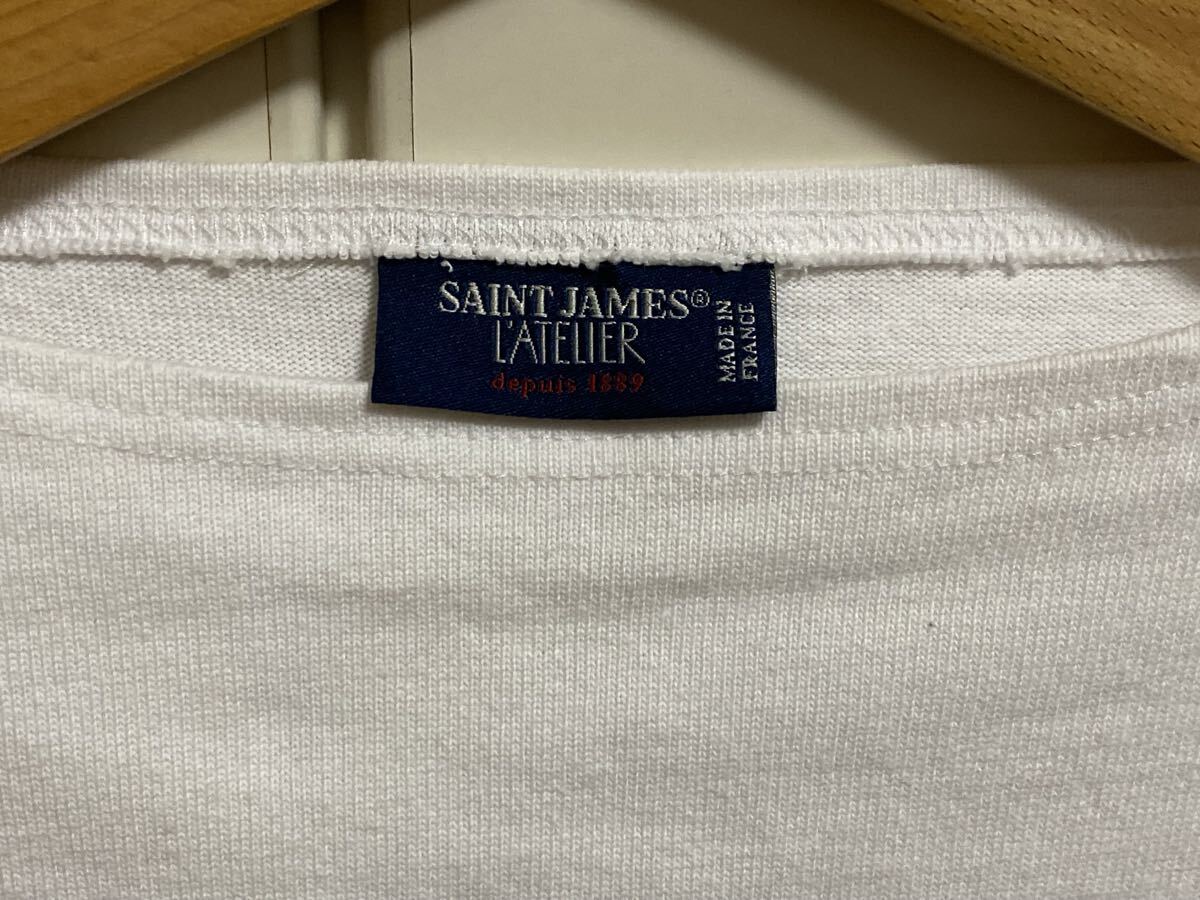 SAINT JAMES®
L'ATELIER
depuis 1889
MADE IN
FRANCE